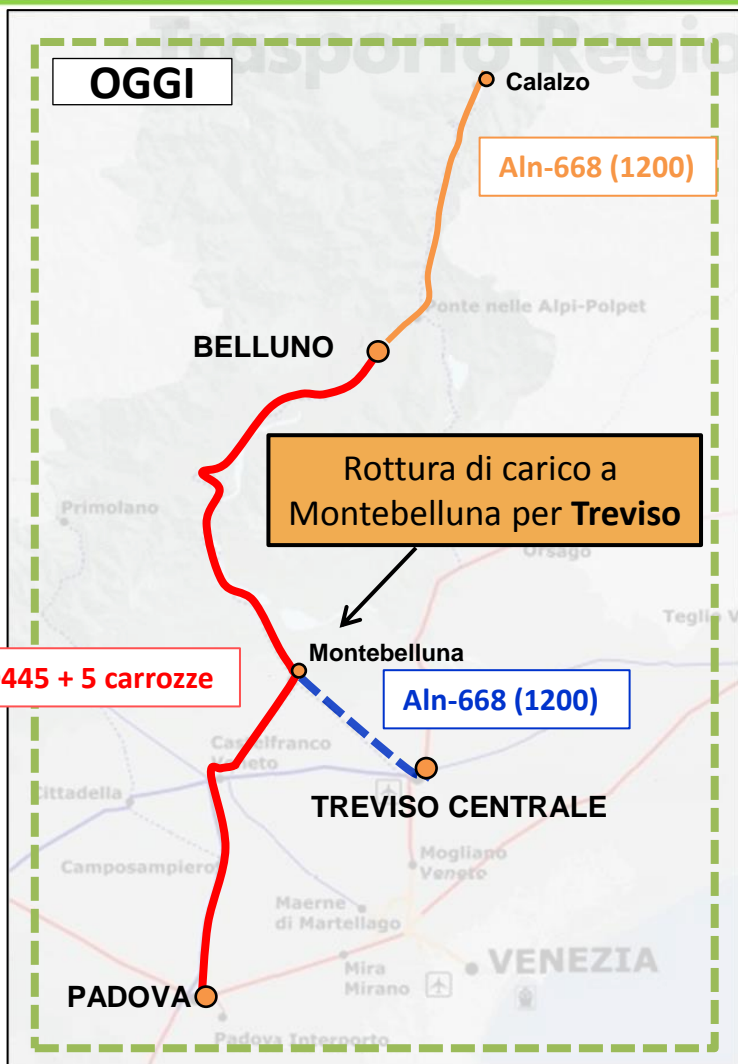 Trasporto Regio
OGGI
Calalzo
Aln-668 (1200)
Ponte nelle Alpi-Polpet
BELLUNO
Rottura di carico a
Montebelluna per Treviso
Primolano
Orsago
Teglio V
Montebelluna
445 + 5 carrozze
Aln-668 (1200)
Castelfranco
Veneto
Cittadella
TREVISO CENTRALE
Camposampiero
Mogliano
Veneto
Maerne
di Martellago
VENEZIA
Mira
Mirano
PADOVA
Padova Interporto